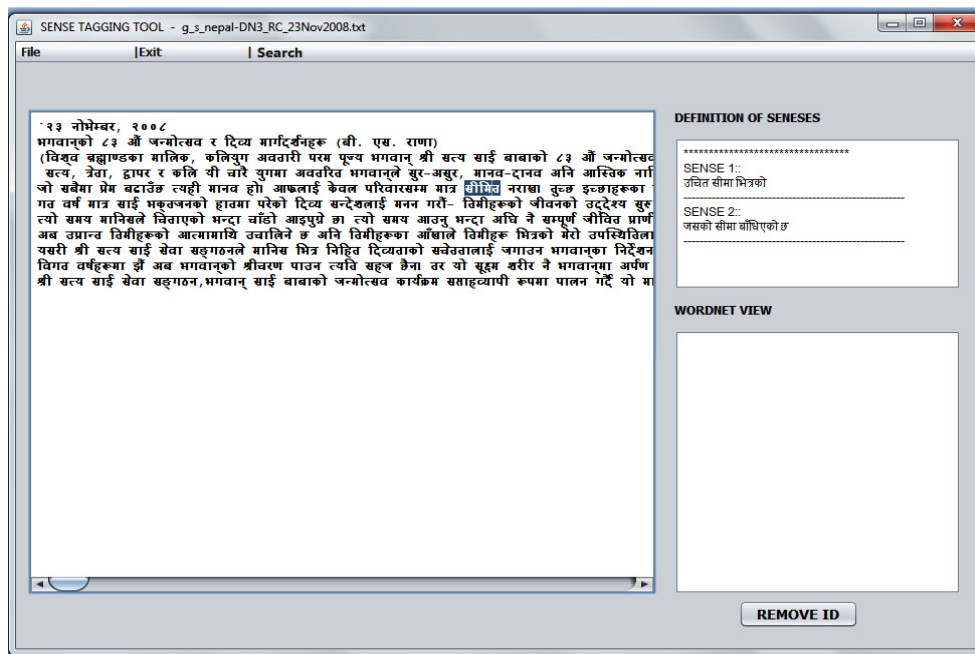 SENSE TAGGING TOOL - g_s_nepal-DN3_RC_23Nov2008.txt
File |Exit | Search
२३ नोभेम्बर, २००८
भगवान्को ८३ औं जन्मोत्सव र दिव्य मार्गदर्शनहरू (बी. एस. राणा)
(विश्व ब्रह्माण्डका मालिक, कलियुग अवतारी परम पूज्य भगवान् श्री सत्य साई बाबाको ८३ औं जन्मोत्सव
सत्य, त्रेता, द्वापर र कलि यी चारै युगमा अवतरित भगवान्ले सुर-असुर, मानव-दानव अनि आस्तिक नास्ति
जो सबैमा प्रेम बढाउँछ त्यही मानव हो। आफूलाई केवल परिवारसम्म मात्र सीमित नराखा तुच्छ इच्छाहरूका
गत वर्ष मात्र साई भक्तजनको हातमा परेको दिव्य सन्देशलाई मनन गरौं- तिमीहरूको जीवनको उद्देश्य सुरु
त्यो समय मानिसले चिताएको भन्दा चाँडो आइपुग्ने छ। त्यो समय आउनु भन्दा अघि नै सम्पूर्ण जीवित प्राणी
अब उप्रान्त तिमीहरूको आत्मामाथि उचालिने छ अनि तिमीहरूका आँखाले तिमीहरू भित्रको मेरो उपस्थितिला
यसरी श्री सत्य साई सेवा सङ्गठनले मानिस भित्र निहित दिव्यताको सचेततालाई जगाउन भगवान्का निर्देशन
विगत वर्षहरूमा झैं अब भगवान्को श्रीचरण पाउन त्यति सहज छैन। तर यो सूक्ष्म शरीर नै भगवान्मा अर्पण
श्री सत्य साई सेवा सङ्गठन,भगवान् साई बाबाको जन्मोत्सव कार्यक्रम सप्ताहव्यापी रूपमा पालन गर्दै यो मा
DEFINITION OF SENESES
*********************************
SENSE 1::
उचित सीमा भित्रको
--------------------------------------------------------
SENSE 2::
जसको सीमा बाँधिएको छ
--------------------------------------------------------
WORDNET VIEW
REMOVE ID